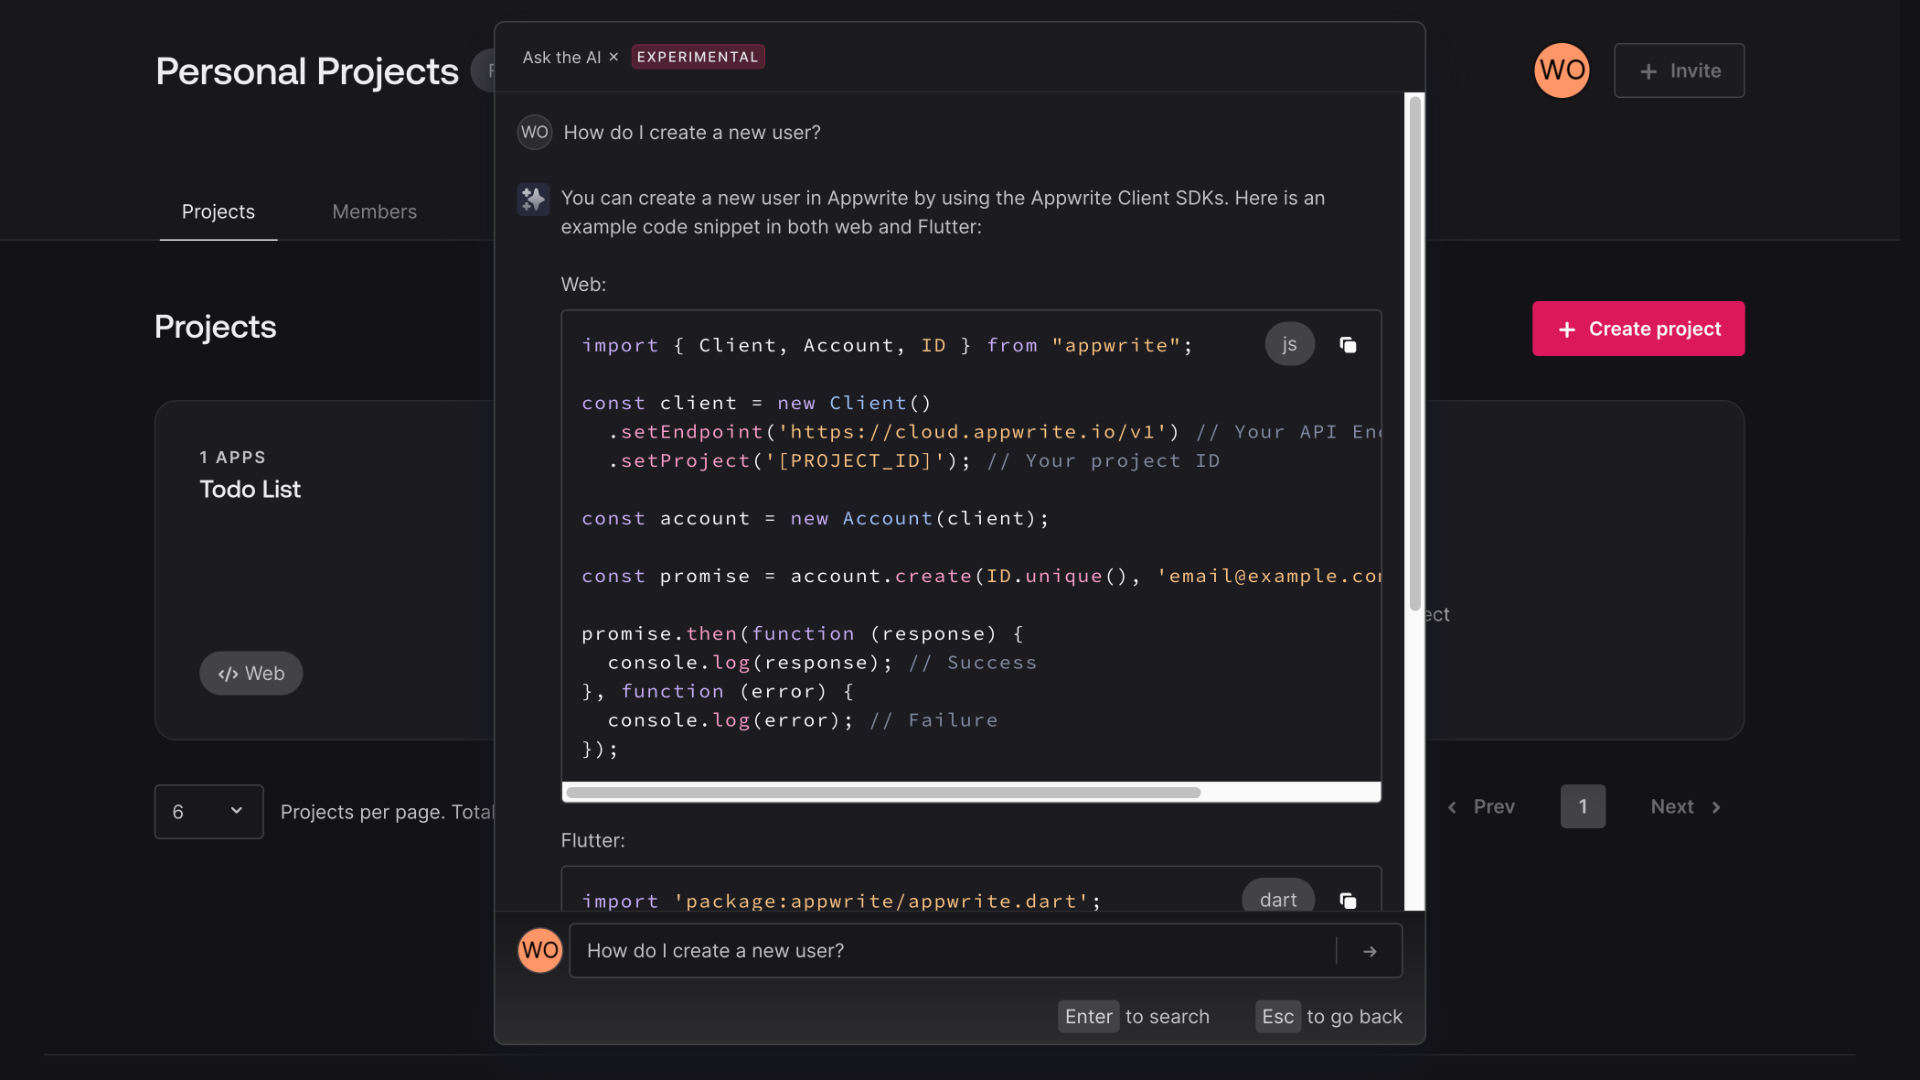 Personal Projects
Ask the AI × EXPERIMENTAL
WO
+ Invite
WO How do I create a new user?
Projects
Members
You can create a new user in Appwrite by using the Appwrite Client SDKs. Here is an
example code snippet in both web and Flutter:
Web:
Projects
+ Create project
import { Client, Account, ID } from "appwrite";
js
const client = new Client()
.setEndpoint('https://cloud.appwrite.io/v1') // Your API En
.setProject('[PROJECT_ID]'); // Your project ID
const account = new Account(client);
const promise = account.create(ID.unique(), 'email@example.co
promise.then(function (response) {
console.log(response); // Success
}, function (error) {
console.log(error); // Failure
});
1 APPS
Todo List
</> Web
ect
6
Projects per page. Total
< Prev
1
Next >
Flutter:
import 'package:appwrite/appwrite.dart';
dart
WO How do I create a new user? →
Enter to search
Esc to go back